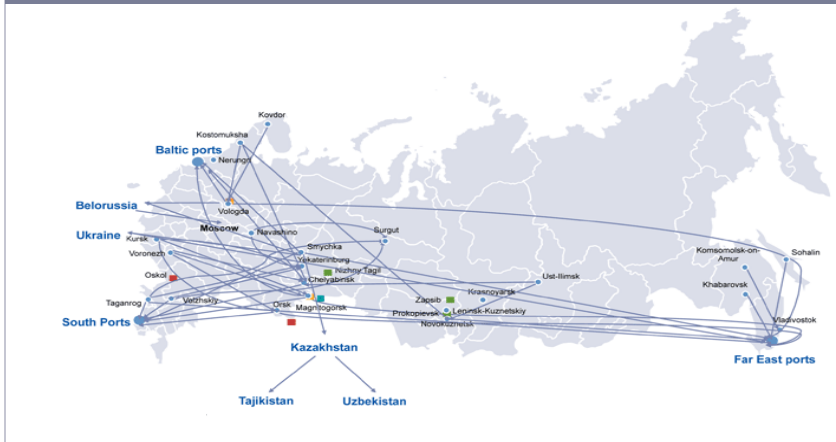 Kovdor
Kostomuksha
Baltic ports
Nerungri
Belorussia
Vologda
Moscow
Ukraine
Kursk
Navashino
Surgut
Smychka
Voronezh
Yekaterinburg
Nizhny Tagil
Oskol
Chelyabinsk
Ust-Ilimsk
Komsomolsk-on-
Amur
Sohalin
Khabarovsk
Krasnoyarsk
Taganrog
Volzhskiy
Orsk
Magnitogorsk
Zapsib
Prokopievsk
Leninsk-Kuznetskiy
Novokuznetsk
South Ports
Vladivostok
Kazakhstan
Far East ports
Tajikistan
Uzbekistan